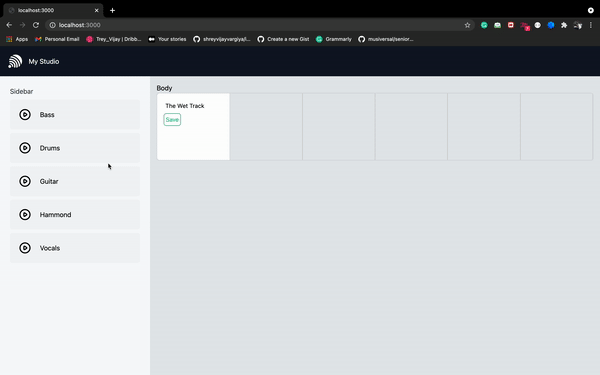 localhost:3000
localhost:3000
Apps
Personal Email
Trey_Vijay | Dribb...
Your stories
shreyvijayvargiya/i...
Create a new Gist
Grammarly
musiversal/senior...
My Studio
Sidebar
Bass
Drums
Guitar
Hammond
Vocals
Body
The Wet Track
Save